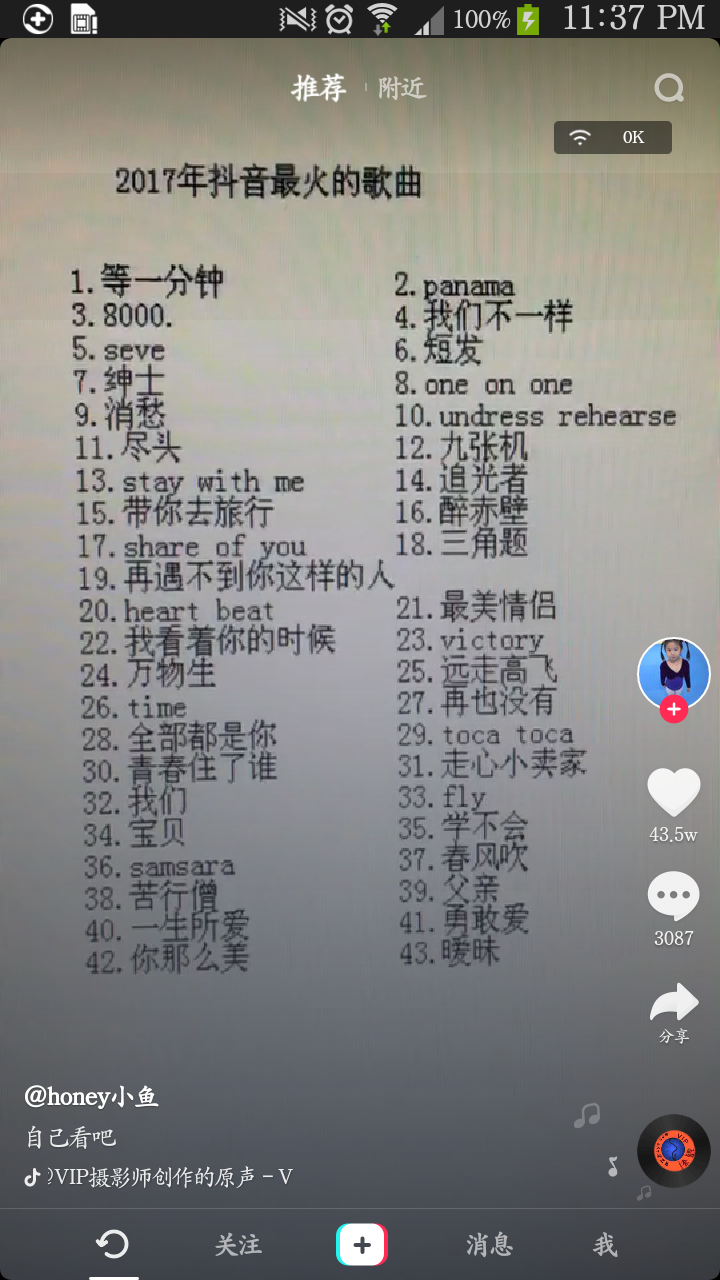 100% 11:37 PM
推荐 附近
OK
2017年抖音最火的歌曲
1.等一分钟 2.panama
3.8000. 4.我们不一样
5.seve 6.短发
7.绅士 8.one on one
9.消愁 10.undress rehearse
11.尽头 12.九张机
13.stay with me 14.追光者
15.带你去旅行 16.醉赤壁
17.share of you 18.三角题
19.再遇不到你这样的人
20.heart beat 21.最美情侣
22.我看着你的时候 23.victory
24.万物生 25.远走高飞
26.time 27.再也没有
28.全部都是你 29.toca toca
30.青春住了谁 31.走心小卖家
32.我们 33.fly
34.宝贝 35.学不会
36.samsara 37.春风吹
38.苦行僧 39.父亲
40.一生所爱 41.勇敢爱
42.你那么美 43.暧昧
43.5w
3087
分享
@honey小鱼
自己看吧
)VIP摄影师创作的原声 - V
关注 消息 我